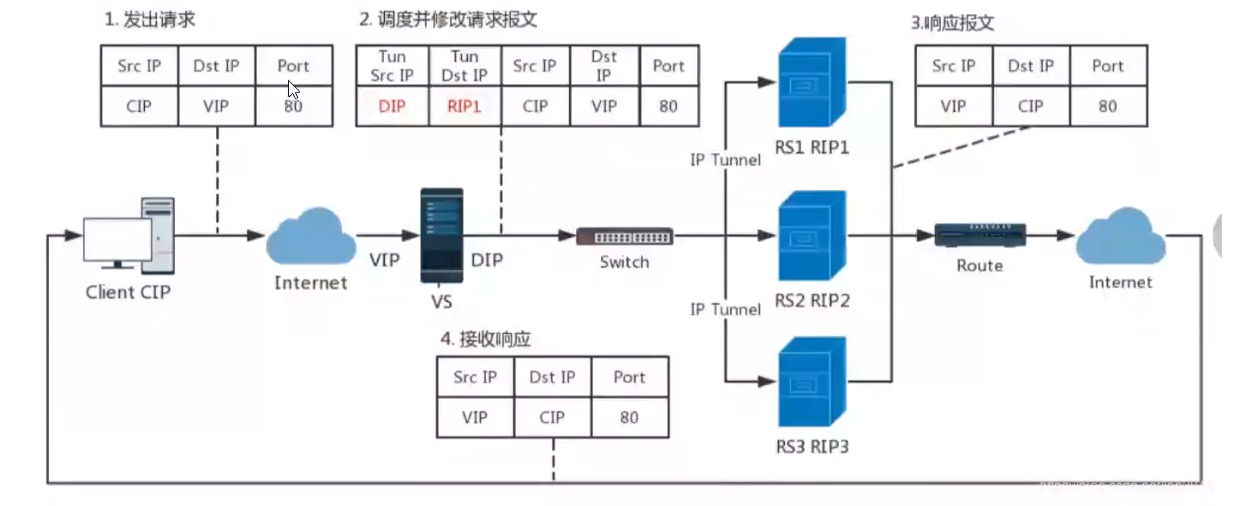 1. 发出请求
Src IP Dst IP Port
CIP VIP 80
2. 调度并修改请求报文
Tun Src IP Tun Dst IP Src IP Dst IP Port
DIP RIP1 CIP VIP 80
3.响应报文
Src IP Dst IP Port
VIP CIP 80
RS1 RIP1
IP Tunnel
Client CIP
Internet
VIP
VS
DIP
Switch
RS2 RIP2
Route
Internet
IP Tunnel
4. 接收响应
Src IP Dst IP Port
VIP CIP 80
RS3 RIP3